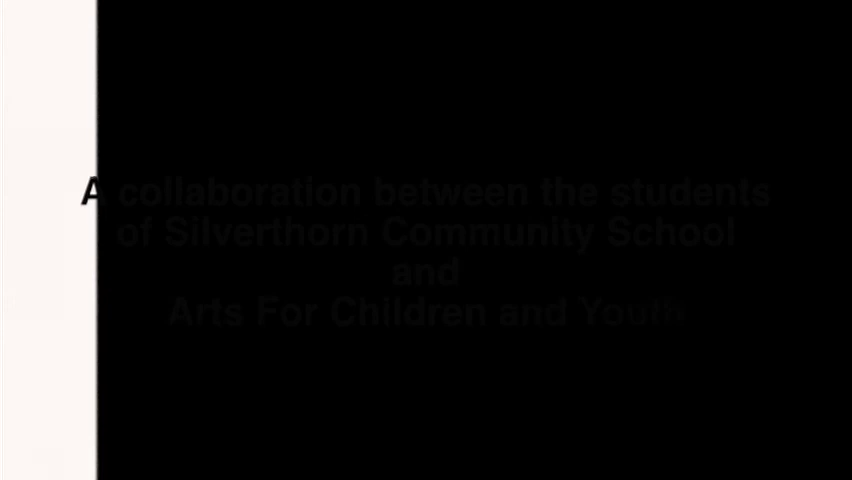 A collaboration between the students
of Silverthorn Community School
and
Arts For Children and Youth